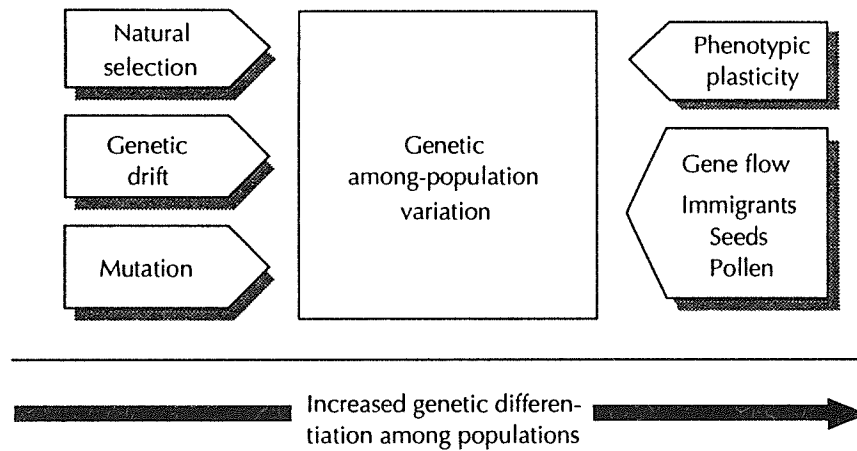 Natural
selection
Genetic
drift
Mutation
Genetic
among-population
variation
Phenotypic
plasticity
Gene flow
Immigrants
Seeds
Pollen
Increased genetic differen-
tiation among populations